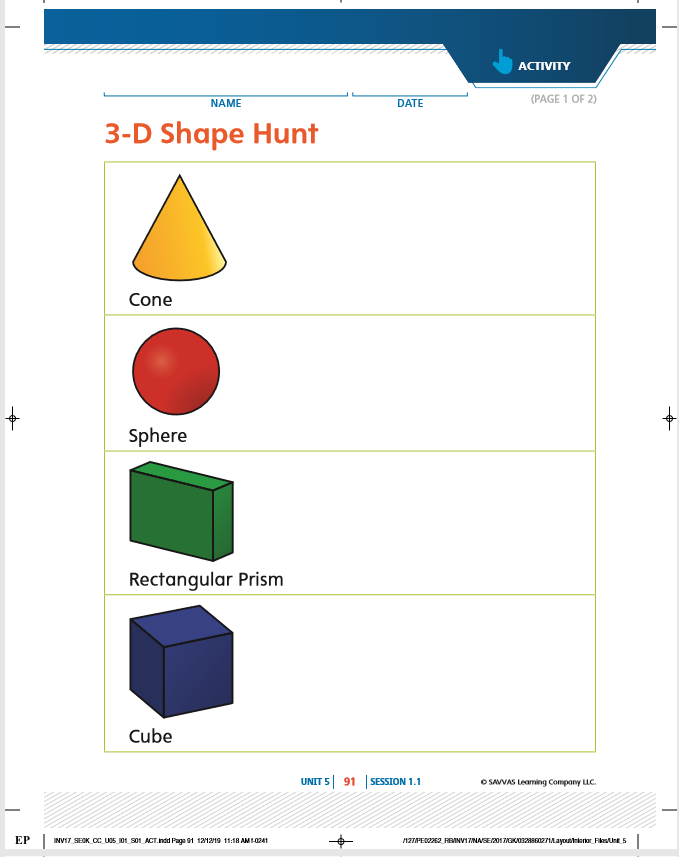 ACTIVITY
NAME DATE (PAGE 1 OF 2)
3-D Shape Hunt
Cone
Sphere
Rectangular Prism
Cube
UNIT 5 91 SESSION 1.1 © SAVVAS Learning Company LLC.
EP INV17_SE0K_CC_U05_I01_S01_ACT.indd Page 91 12/12/19 11:18 AM f-0241 /127/PE02262_RB/INV17/NA/SE/2017/GK/0328860271/Layout/Interior_Files/Unit_5